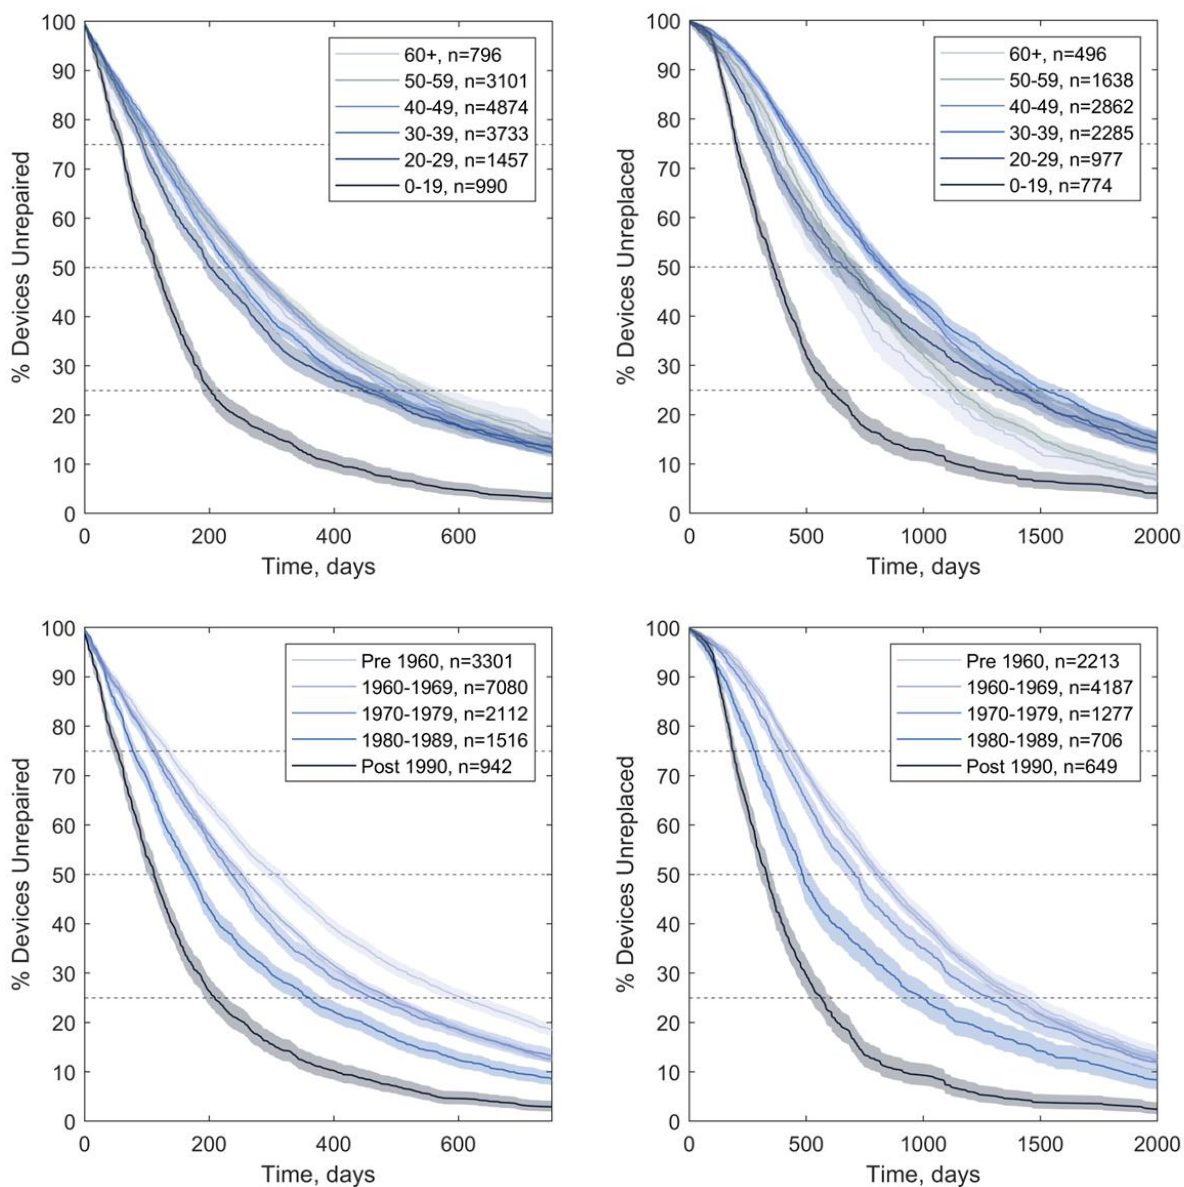 100
90
80
70
60
50
40
30
20
10
0
% Devices Unrepaired
60+, n=796
50-59, n=3101
40-49, n=4874
30-39, n=3733
20-29, n=1457
0-19, n=990
0 200 400 600
Time, days
100
90
80
70
60
50
40
30
20
10
0
% Devices Unreplaced
60+, n=496
50-59, n=1638
40-49, n=2862
30-39, n=2285
20-29, n=977
0-19, n=774
0 500 1000 1500 2000
Time, days
100
90
80
70
60
50
40
30
20
10
0
% Devices Unrepaired
Pre 1960, n=3301
1960-1969, n=7080
1970-1979, n=2112
1980-1989, n=1516
Post 1990, n=942
0 200 400 600
Time, days
100
90
80
70
60
50
40
30
20
10
0
% Devices Unreplaced
Pre 1960, n=2213
1960-1969, n=4187
1970-1979, n=1277
1980-1989, n=706
Post 1990, n=649
0 500 1000 1500 2000
Time, days